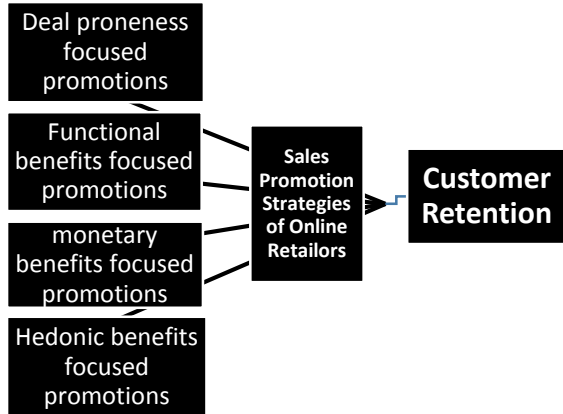 Deal proneness
focused
promotions
Functional
benefits focused
promotions
monetary
benefits focused
promotions
Hedonic benefits
focused
promotions
Sales
Promotion
Strategies
of Online
Retailors
Customer
Retention